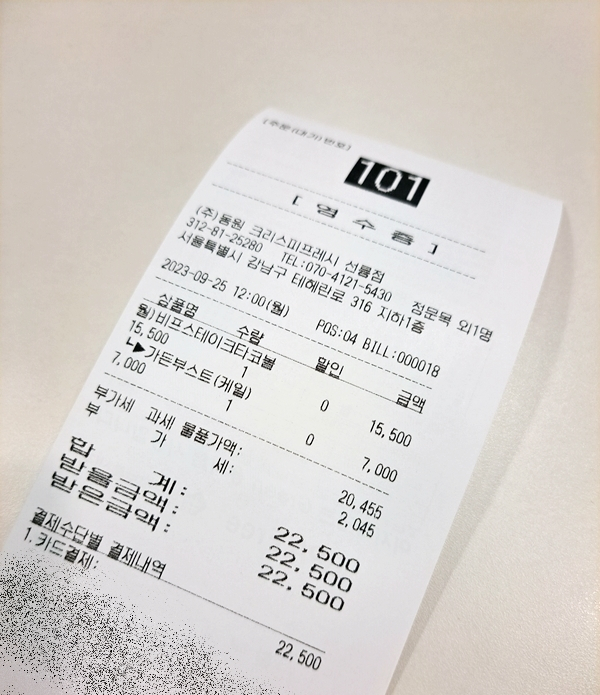 [주문(대기)번호]
101
[ 영 수 증 ]
(주)동원 크리스피프레시 선릉점
312-81-25280 TEL:070-4121-5430 정문목 외1명
서울특별시 강남구 테헤란로 316 지하1층
2023-09-25 12:00(월) POS:04 BILL:000018
상품명 수량 할인 금액
월)비프스테이크타코볼
15,500 1 0 15,500
┗▶가든부스트(케일)
7,000 1 0 7,000
부가세 과세 물품가액: 20,455
부 가 세: 2,045
합 계: 22,500
받을금액: 22,500
받은금액: 22,500
결제수단별 결제내역
1.카드결제: 22,500